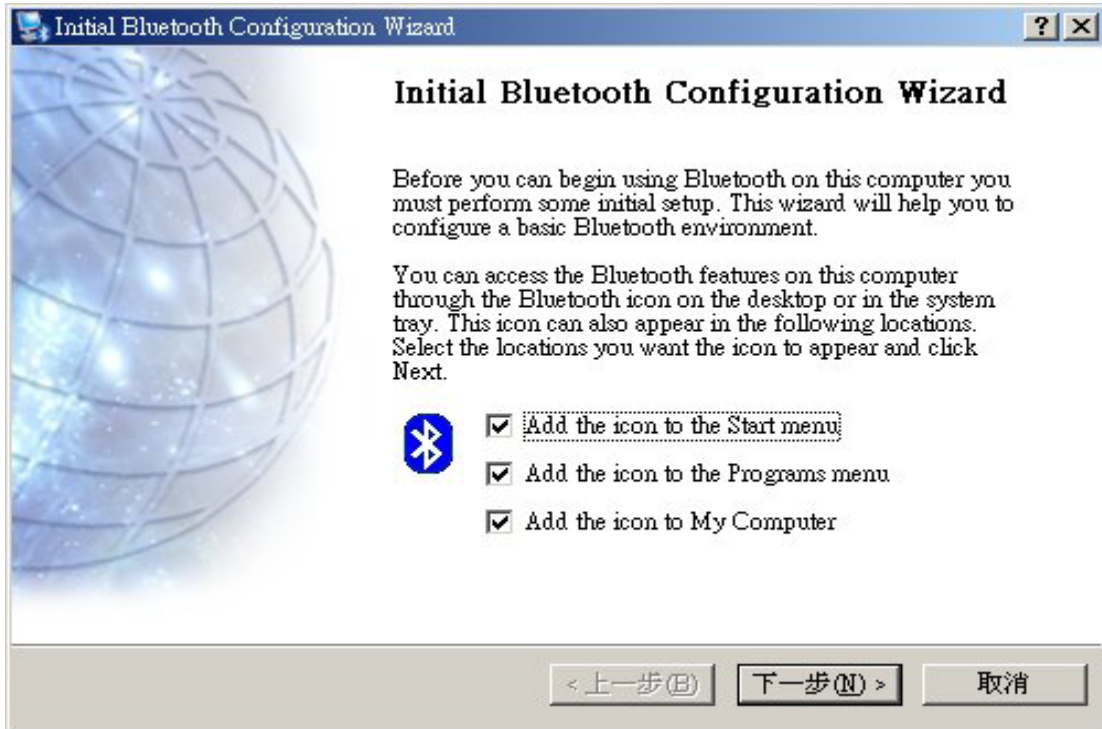 Initial Bluetooth Configuration Wizard
Initial Bluetooth Configuration Wizard
Before you can begin using Bluetooth on this computer you
must perform some initial setup. This wizard will help you to
configure a basic Bluetooth environment.
You can access the Bluetooth features on this computer
through the Bluetooth icon on the desktop or in the system
tray. This icon can also appear in the following locations.
Select the locations you want the icon to appear and click
Next.
Add the icon to the Start menu
Add the icon to the Programs menu
Add the icon to My Computer
<上一步(B) 下一步(N) > 取消